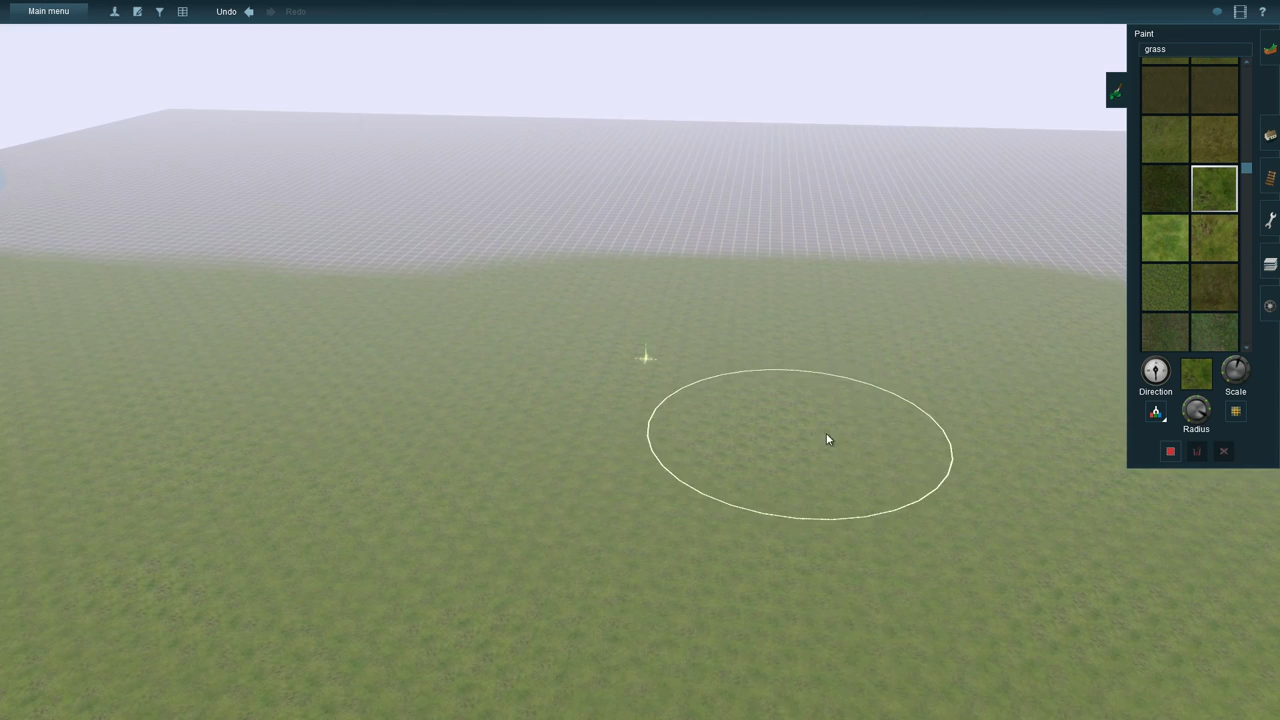 Main menu
Undo
Redo
?
Paint
grass
Direction
Scale
Radius